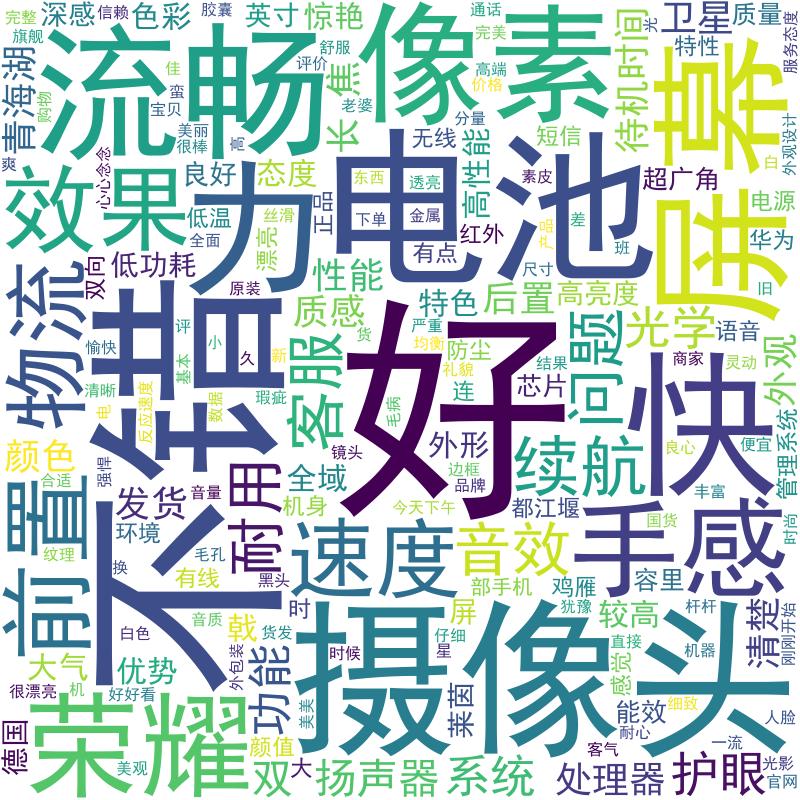 完整
信赖
深感
色彩
胶囊
英寸
惊艳
通话
光
卫星
质量
旗舰
购物
流畅
佳
蛮
宝贝
评价
舒服
像素
完美
高端
价格
特性
服务态度
青海湖
爽
美丽
很棒
高
长焦
老婆
分量
待机时间
屏幕
白
外观设计
心心念念
无线
短信
效果
良好
力
态度
东西
透亮
电池
高性能
素皮
超广角
电源
低温
丝滑
正品
下单
金属
差
全面
漂亮
有点
红外
产品
班
华为
物流
双向
低功耗
性能
尺寸
旧
原装
质感
特色
后置
高亮度
不错
评
小
新
货
严重
防尘
问题
光学
语音
愉快
基本
久
客服
好
均衡
礼貌
结果
商家
灵动
外观
清晰
电
反应速度
数据
瑕疵
毛病
连
芯片
快
颜色
强悍
镜头
外形
边框
品牌
续航
良心
便宜
管理系统
合适
发货
音量
耐用
全域
机身
今天下午
都江堰
国货
丰富
时尚
前置
环境
毛孔
纹理
换
有线
黑头
速度
音效
部手机
鸡雁
手感
容里
白色
音质
货发
旷
屏
仔细
犹豫
较高
清楚
杆杆
刚刚开始
大气
优势
戟
外包装
功能
时候
摄像头
星
直接
感觉
机器
很漂亮
机
好好看
荣耀
美美
莱茵
能效
细致
耐心
人脸
德国
美观
颜值
双
大
扬声器
系统
客气
处理器
护眼
一流
光影
官网